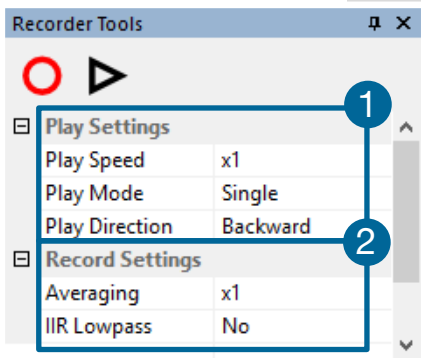 Recorder Tools
1
Play Settings
Play Speed x1
Play Mode Single
Play Direction Backward
2
Record Settings
Averaging x1
IIR Lowpass No